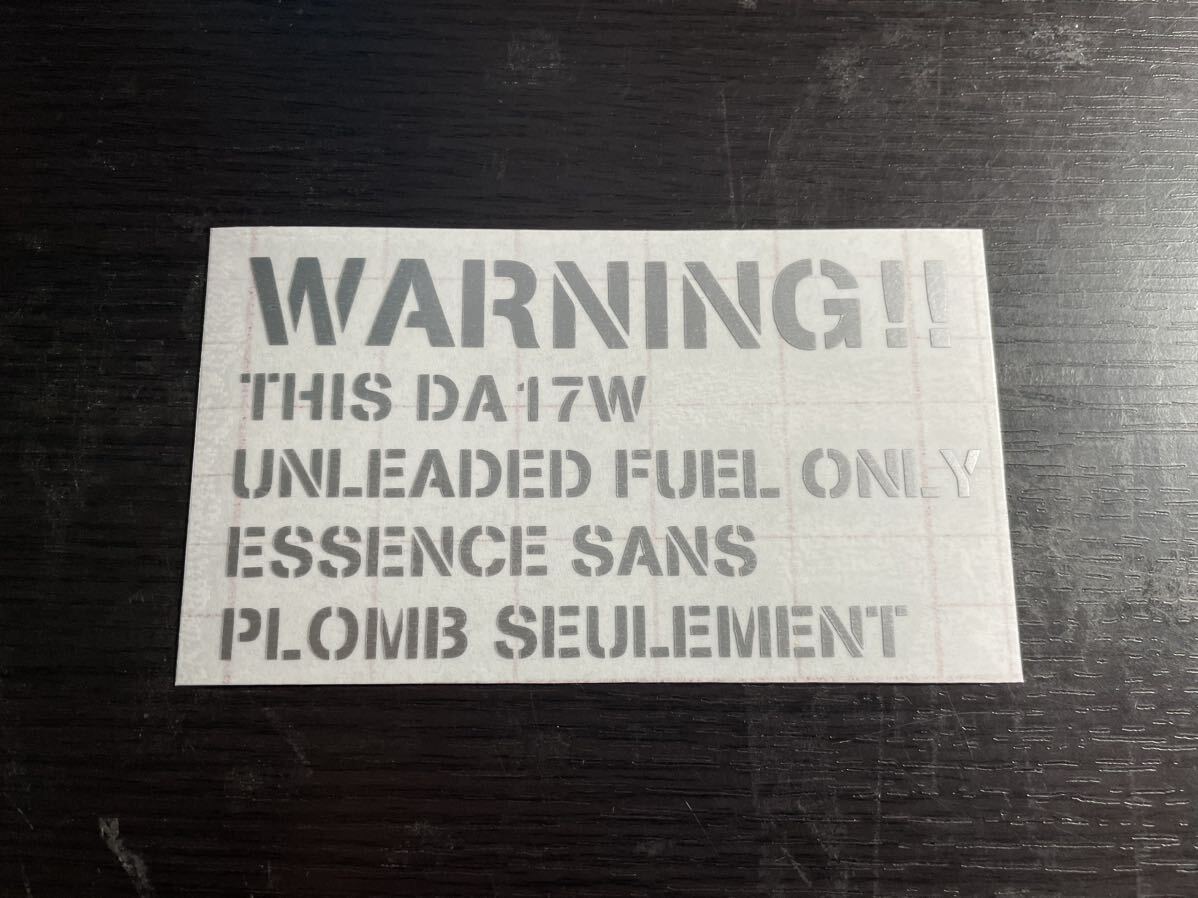 WARNING!!
THIS DA17W
UNLEADED FUEL ONLY
ESSENCE SANS
PLOMB SEULEMENT